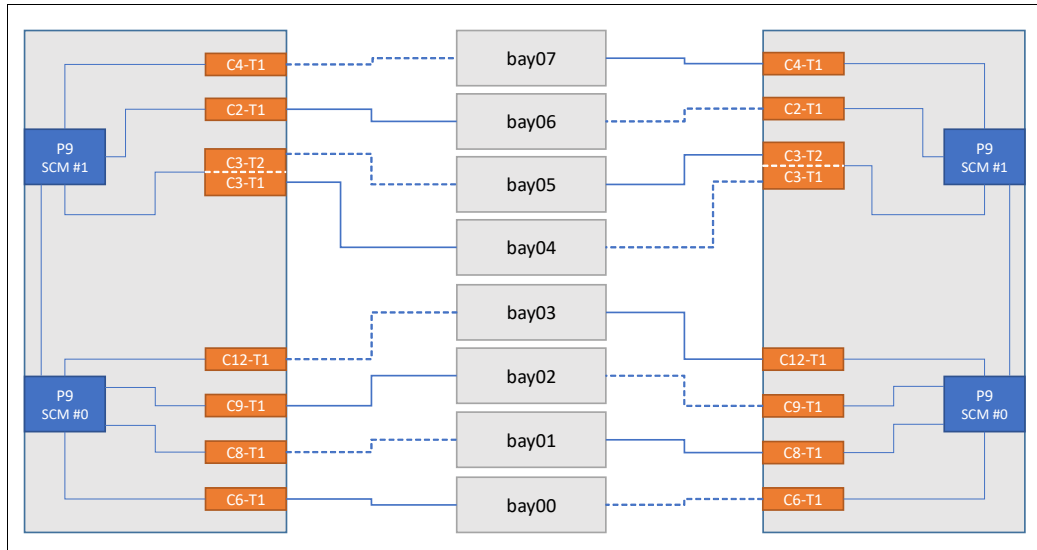 C4-T1
bay07
C4-T1
C2-T1
bay06
C2-T1
P9
SCM #1
C3-T2
C3-T1
bay05
C3-T2
C3-T1
P9
SCM #1
bay04
bay03
C12-T1
C12-T1
P9
SCM #0
bay02
P9
SCM #0
C9-T1
C9-T1
bay01
C8-T1
C8-T1
C6-T1
bay00
C6-T1